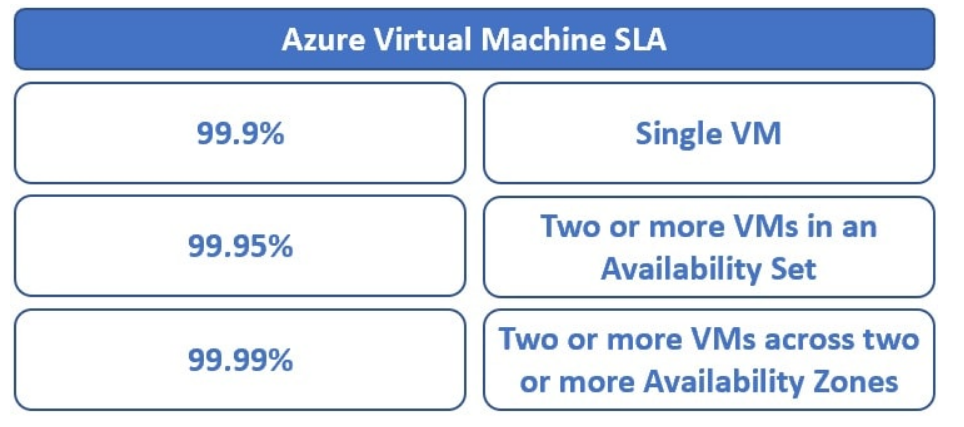 Azure Virtual Machine SLA
99.9%
Single VM
99.95%
Two or more VMs in an
Availability Set
99.99%
Two or more VMs across two
or more Availability Zones